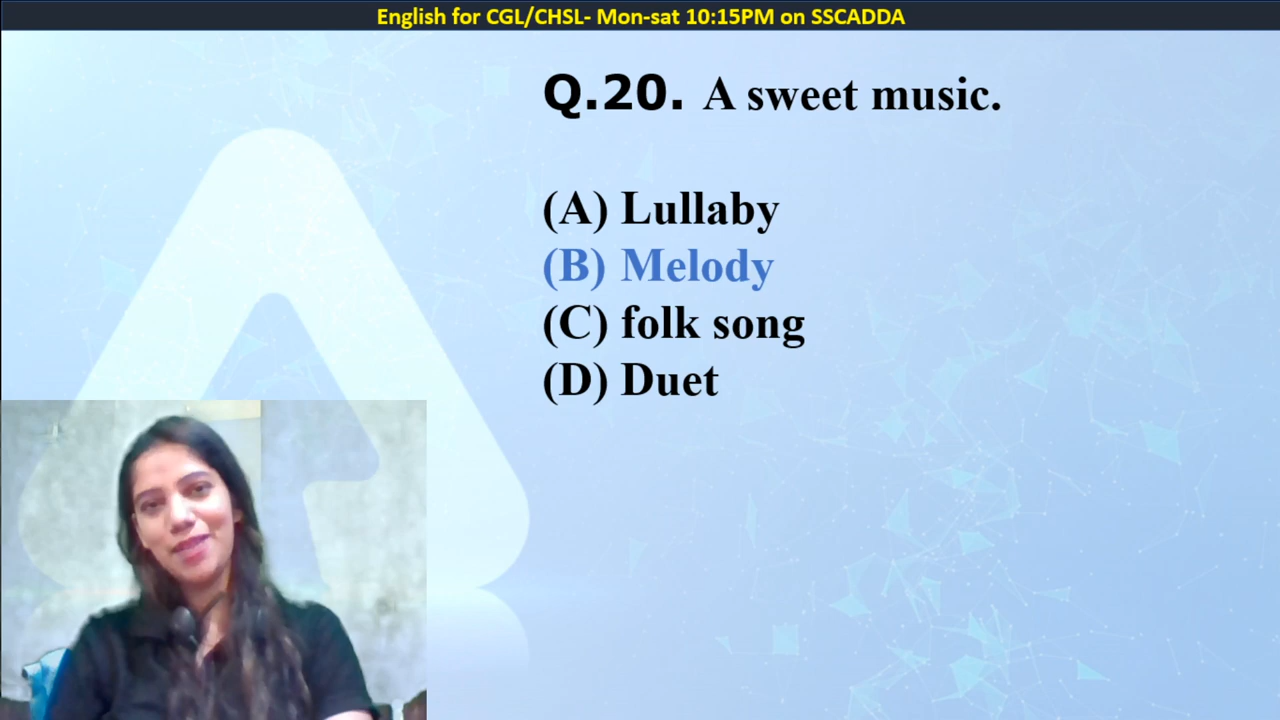 English for CGL/CHSL- Mon-sat 10:15PM on SSCADDA
Q.20. A sweet music.
(A) Lullaby
(B) Melody
(C) folk song
(D) Duet